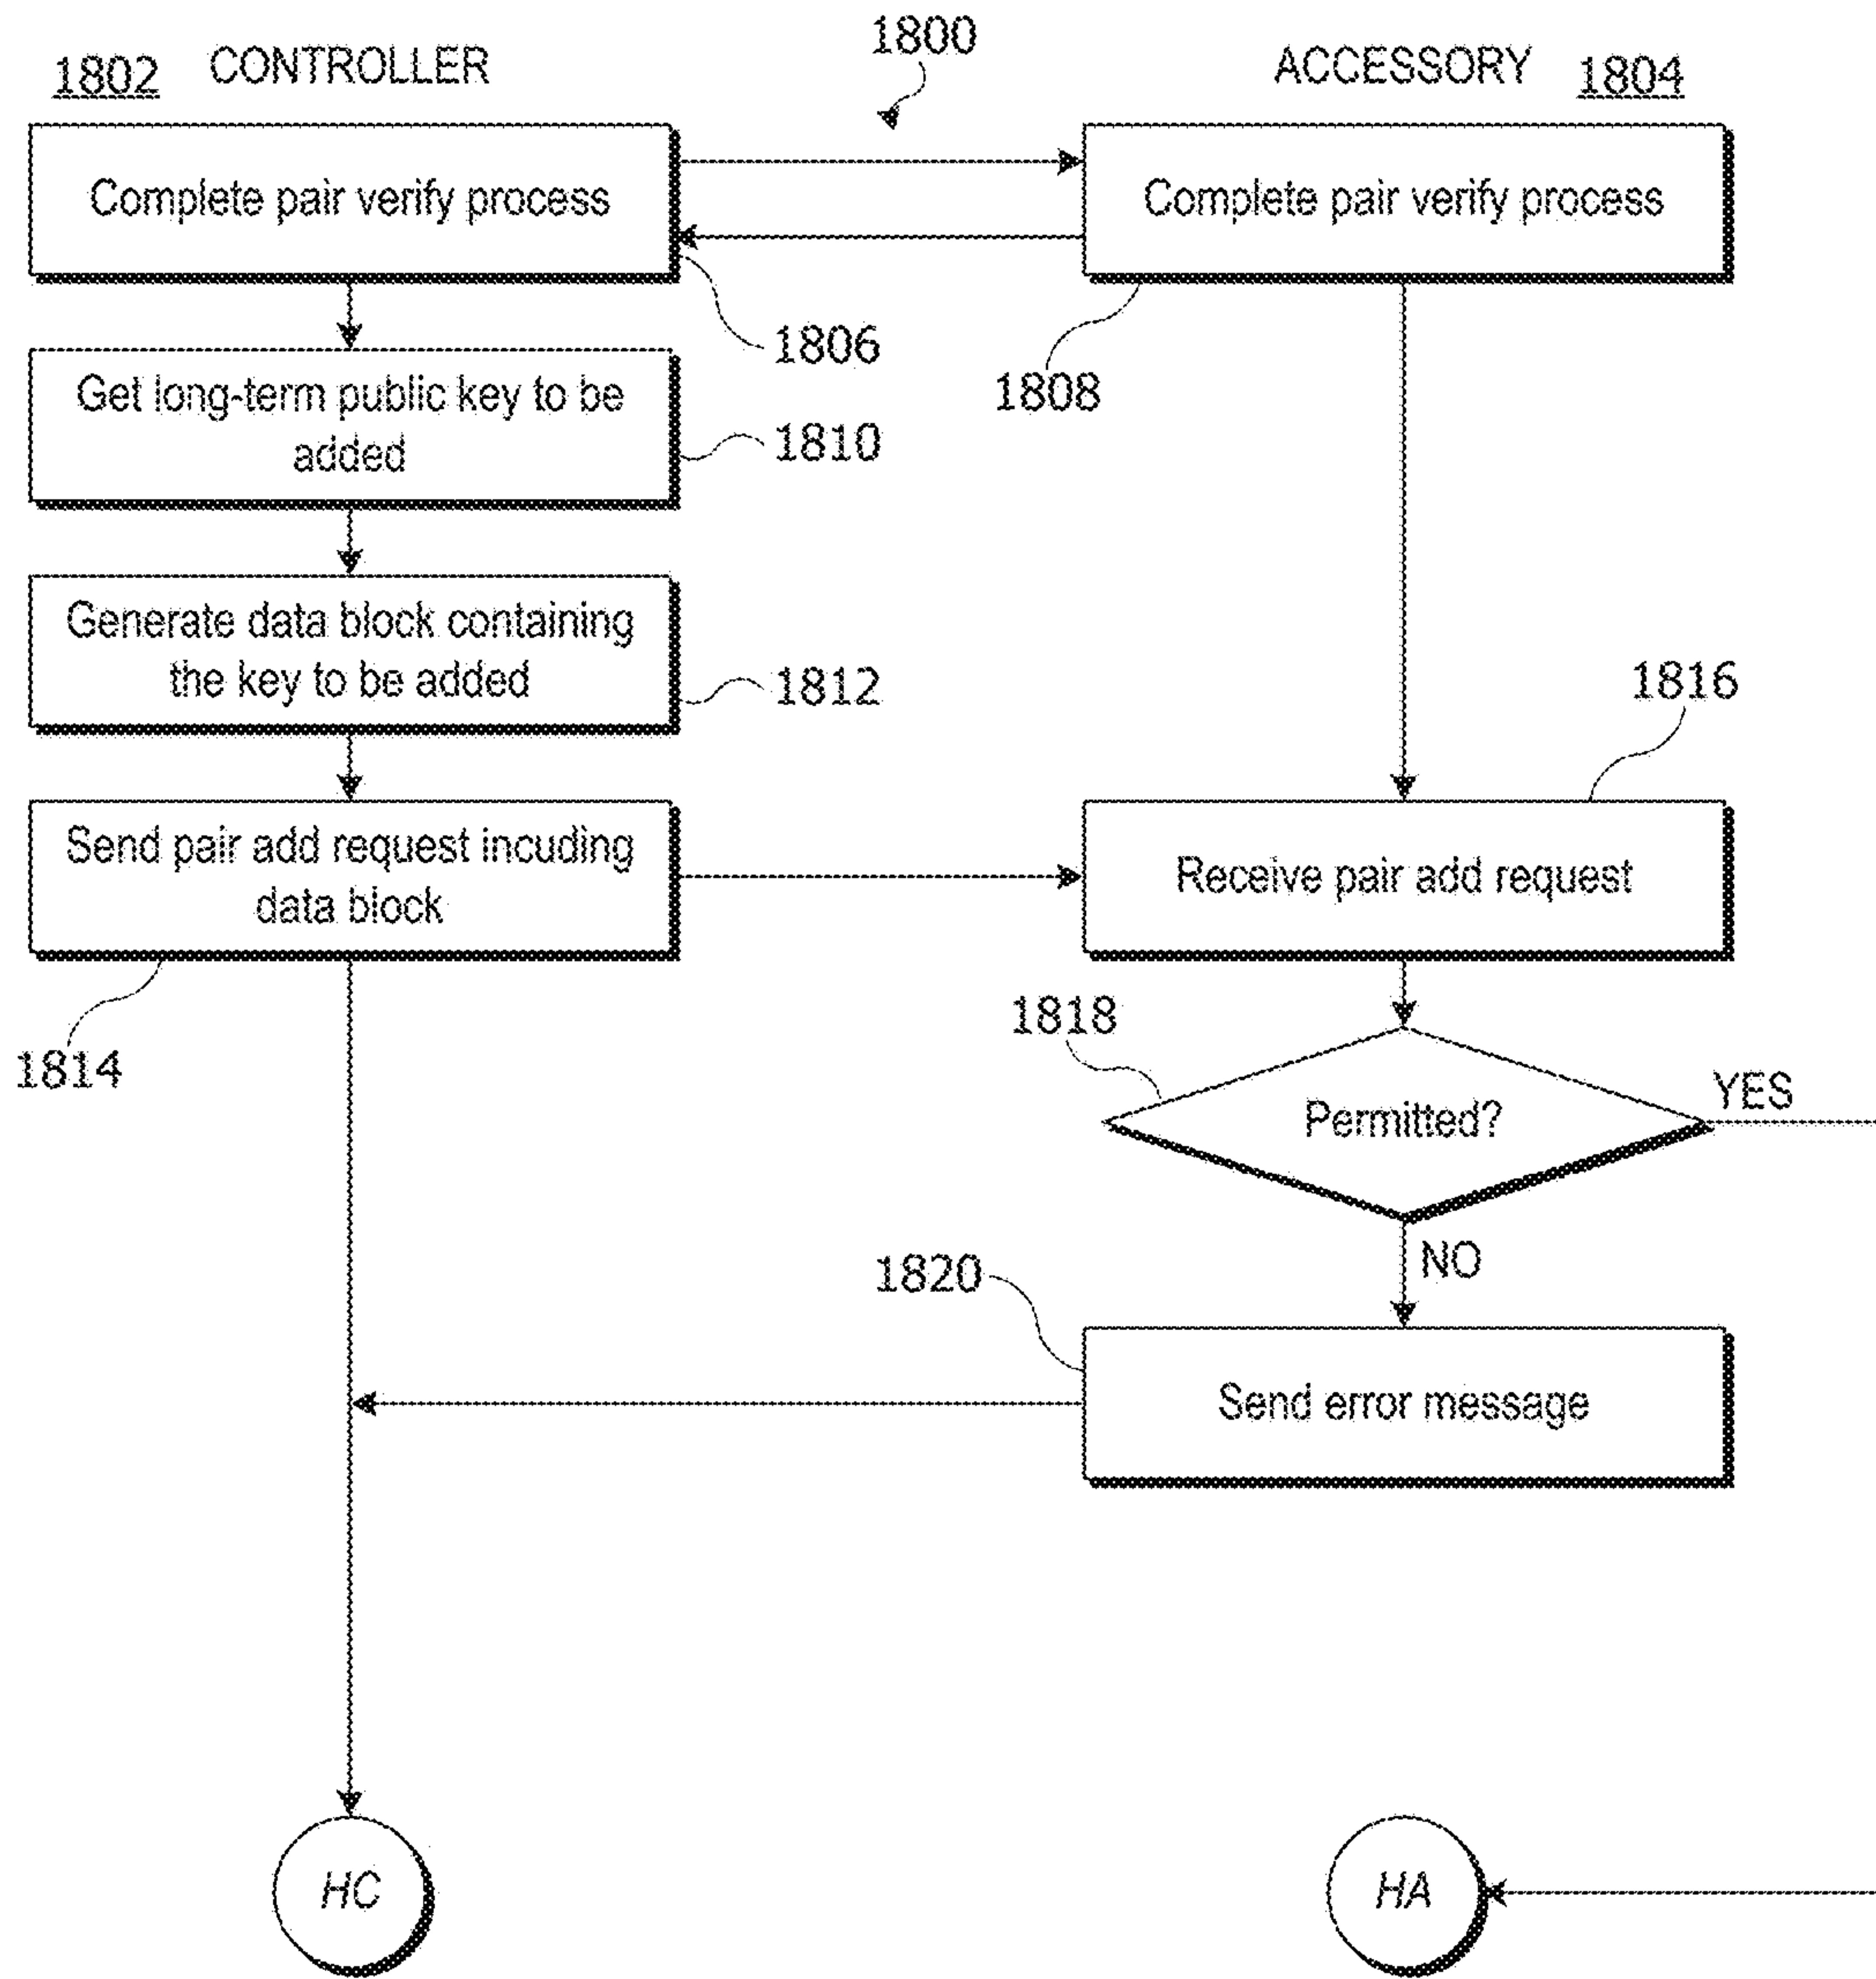 1800
1802 CONTROLLER
ACCESSORY 1804
Complete pair verify process
Complete pair verify process
1806
1808
Get long-term public key to be
added
1810
Generate data block containing
the key to be added
1812
1816
Send pair add request incuding
data block
Receive pair add request
1814
1818
Permitted?
YES
NO
1820
Send error message
HC
HA